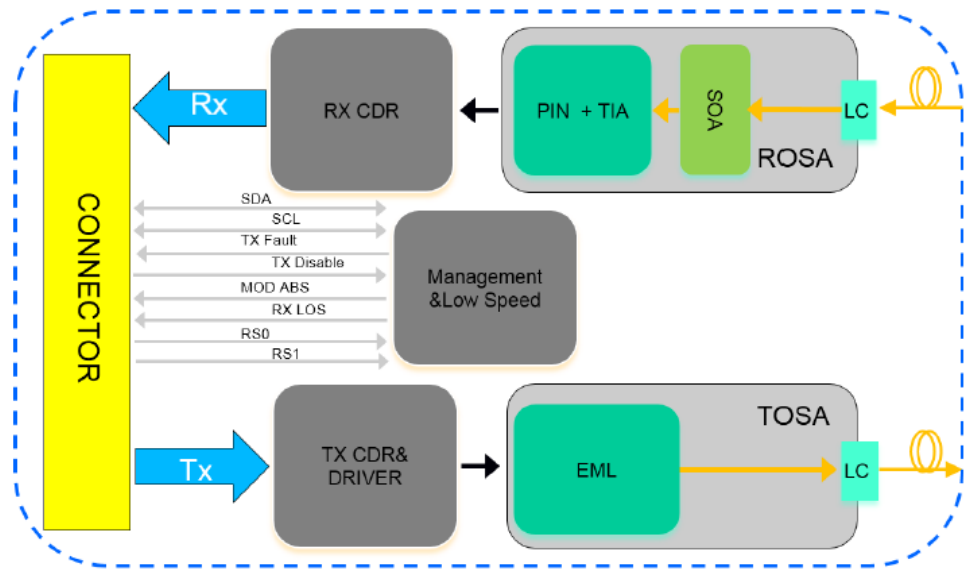 CONNECTOR
Rx
RX CDR
PIN + TIA
SOA
LC
ROSA
SDA
SCL
TX Fault
TX Disable
MOD ABS
RX LOS
RS0
RS1
Management
&Low Speed
Tx
TX CDR&
DRIVER
EML
TOSA
LC